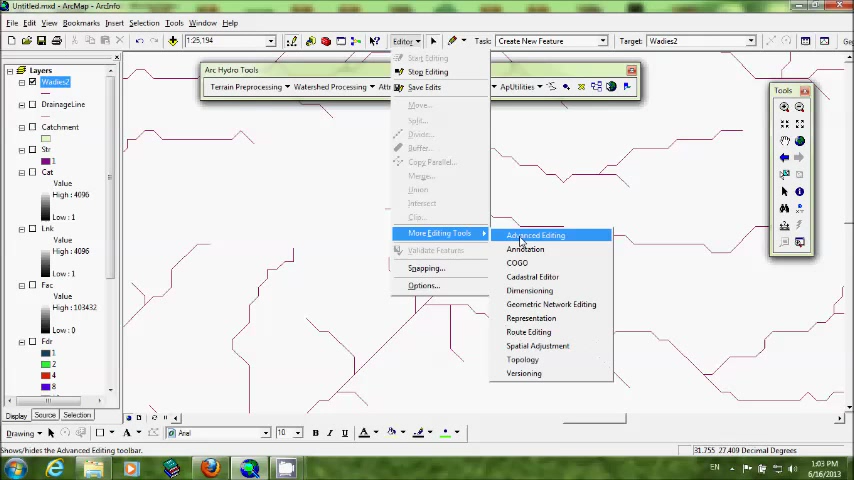 Untitled.mxd - ArcMap - ArcInfo
File Edit View Bookmarks Insert Selection Tools Window Help
1:25,194
Editor
Task: Create New Feature
Target: Wadies2
Layers
Wadies2
DrainageLine
Catchment
Str
1
Cat
Value
High : 4096
Low : 1
Lnk
Value
High : 4096
Low : 1
Fac
Value
High : 103432
Low : 0
Fdr
1
2
4
8
Display Source Selection
Arc Hydro Tools
Terrain Preprocessing Watershed Processing ApUtilities
Start Editing
Stop Editing
Save Edits
Move...
Split...
Divide...
Buffer...
Copy Parallel...
Merge...
Union
Intersect
Clip...
More Editing Tools
Validate Features
Snapping...
Options...
Advanced Editing
Annotation
COGO
Cadastral Editor
Dimensioning
Geometric Network Editing
Representation
Route Editing
Spatial Adjustment
Topology
Versioning
Tools
Drawing
Arial
10
B I U A
Shows/hides the Advanced Editing toolbar.
31.755 27.409 Decimal Degrees
EN
1:03 PM
6/16/2013